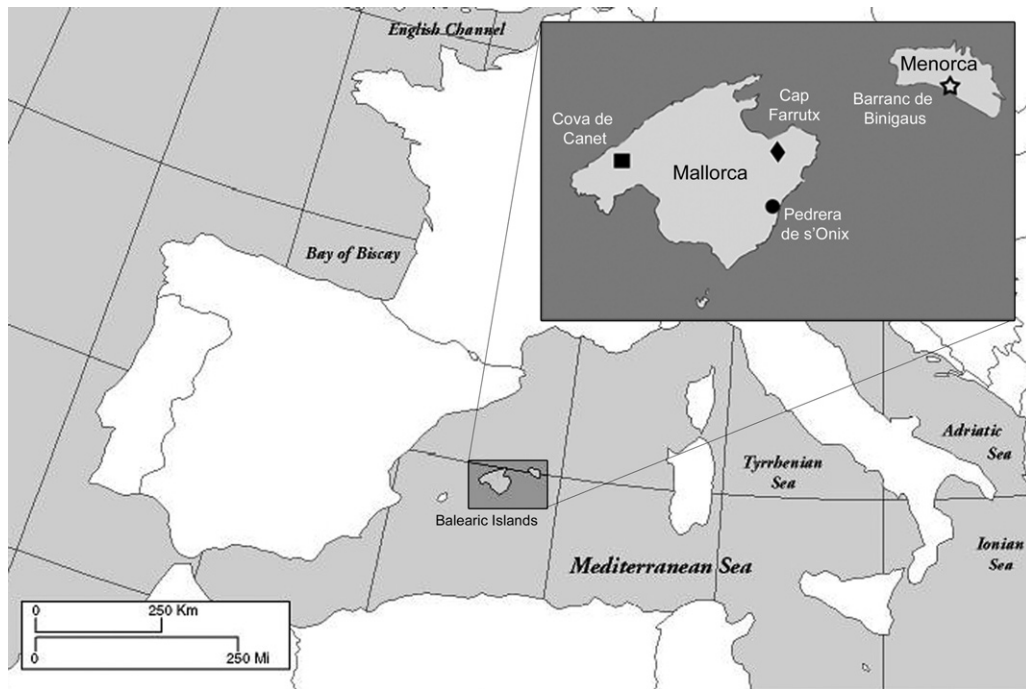 English Channel
Menorca
Cap
Farrutx
Barranc de
Binigaus
Cova de
Canet
Mallorca
Pedrera
de s'Onix
Bay of Biscay
Adriatic
Sea
Tyrrhenian
Sea
Balearic Islands
Ionian
Sea
Mediterranean Sea
0 250 Km
0 250 Mi